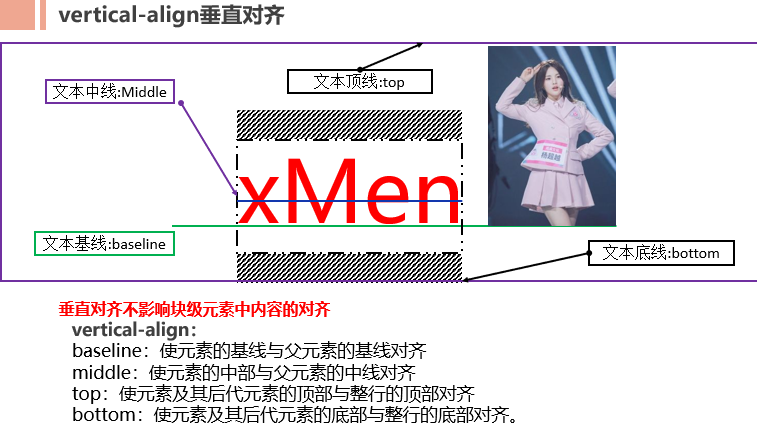 vertical-align垂直对齐
文本顶线:top
文本中线:Middle
xMen
杨超越
文本基线:baseline
文本底线:bottom
垂直对齐不影响块级元素中内容的对齐
vertical-align：
baseline：使元素的基线与父元素的基线对齐
middle：使元素的中部与父元素的中线对齐
top：使元素及其后代元素的顶部与整行的顶部对齐
bottom：使元素及其后代元素的底部与整行的底部对齐。